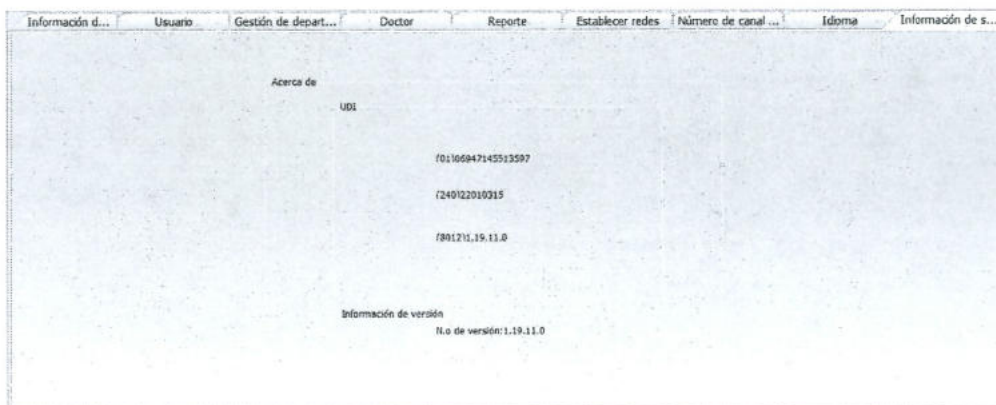 Información d... Usuario Gestión de depart... Doctor Reporte Establecer redes Número de canal ... Idioma Información de s...
Acerca de
UDI
(01)06947145513597
(240)22010315
(8012)1.19.11.0
Información de versión
N.o de versión:1.19.11.0